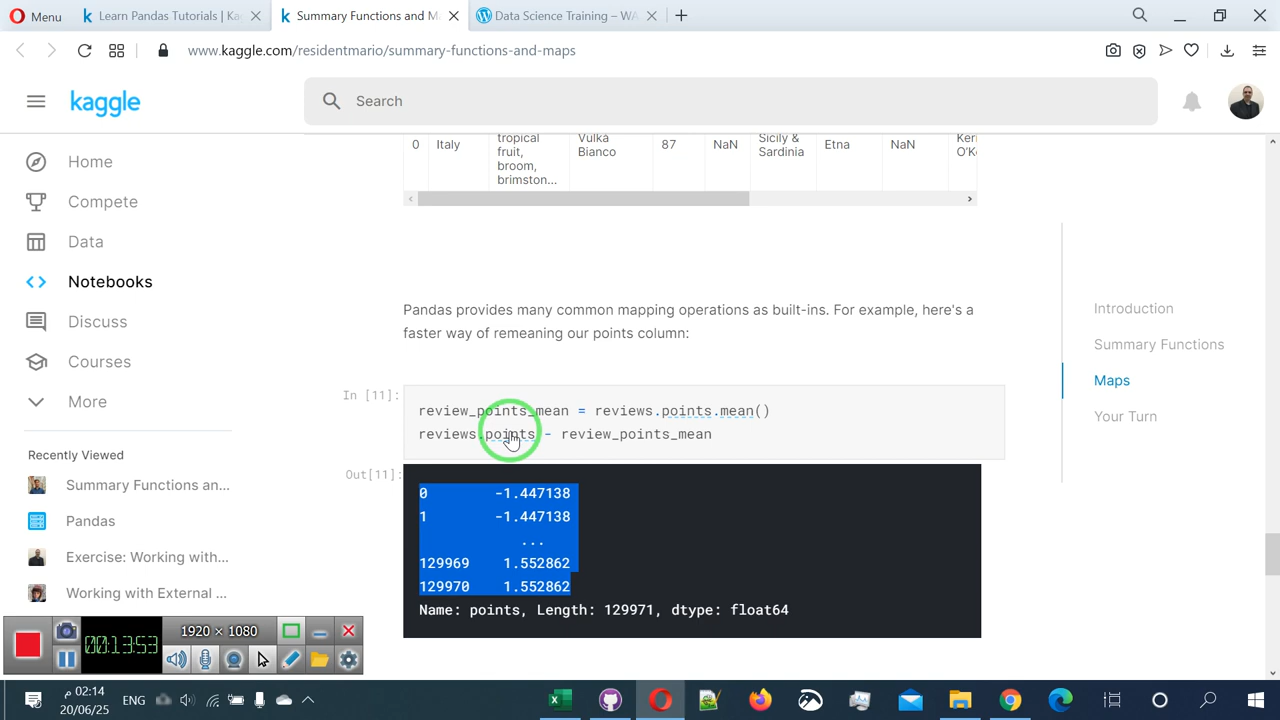 Menu
Learn Pandas Tutorials | Ka
Summary Functions and M
Data Science Training – WA
www.kaggle.com/residentmario/summary-functions-and-maps
kaggle
Search
Home
Compete
Data
Notebooks
Discuss
Courses
More
Recently Viewed
Summary Functions an...
Pandas
Exercise: Working with...
Working with External ...
0 Italy tropical fruit, broom, brimston... Vulkà Bianco 87 NaN Sicily & Sardinia Etna NaN
Pandas provides many common mapping operations as built-ins. For example, here's a
faster way of remeaning our points column:
In [11]:
review_points_mean = reviews.points.mean()
reviews.points - review_points_mean
Out[11]:
0 -1.447138
1 -1.447138
...
129969 1.552862
129970 1.552862
Name: points, Length: 129971, dtype: float64
Introduction
Summary Functions
Maps
Your Turn
00:13:53
1920 × 1080
ENG
02:14 م
20/06/25